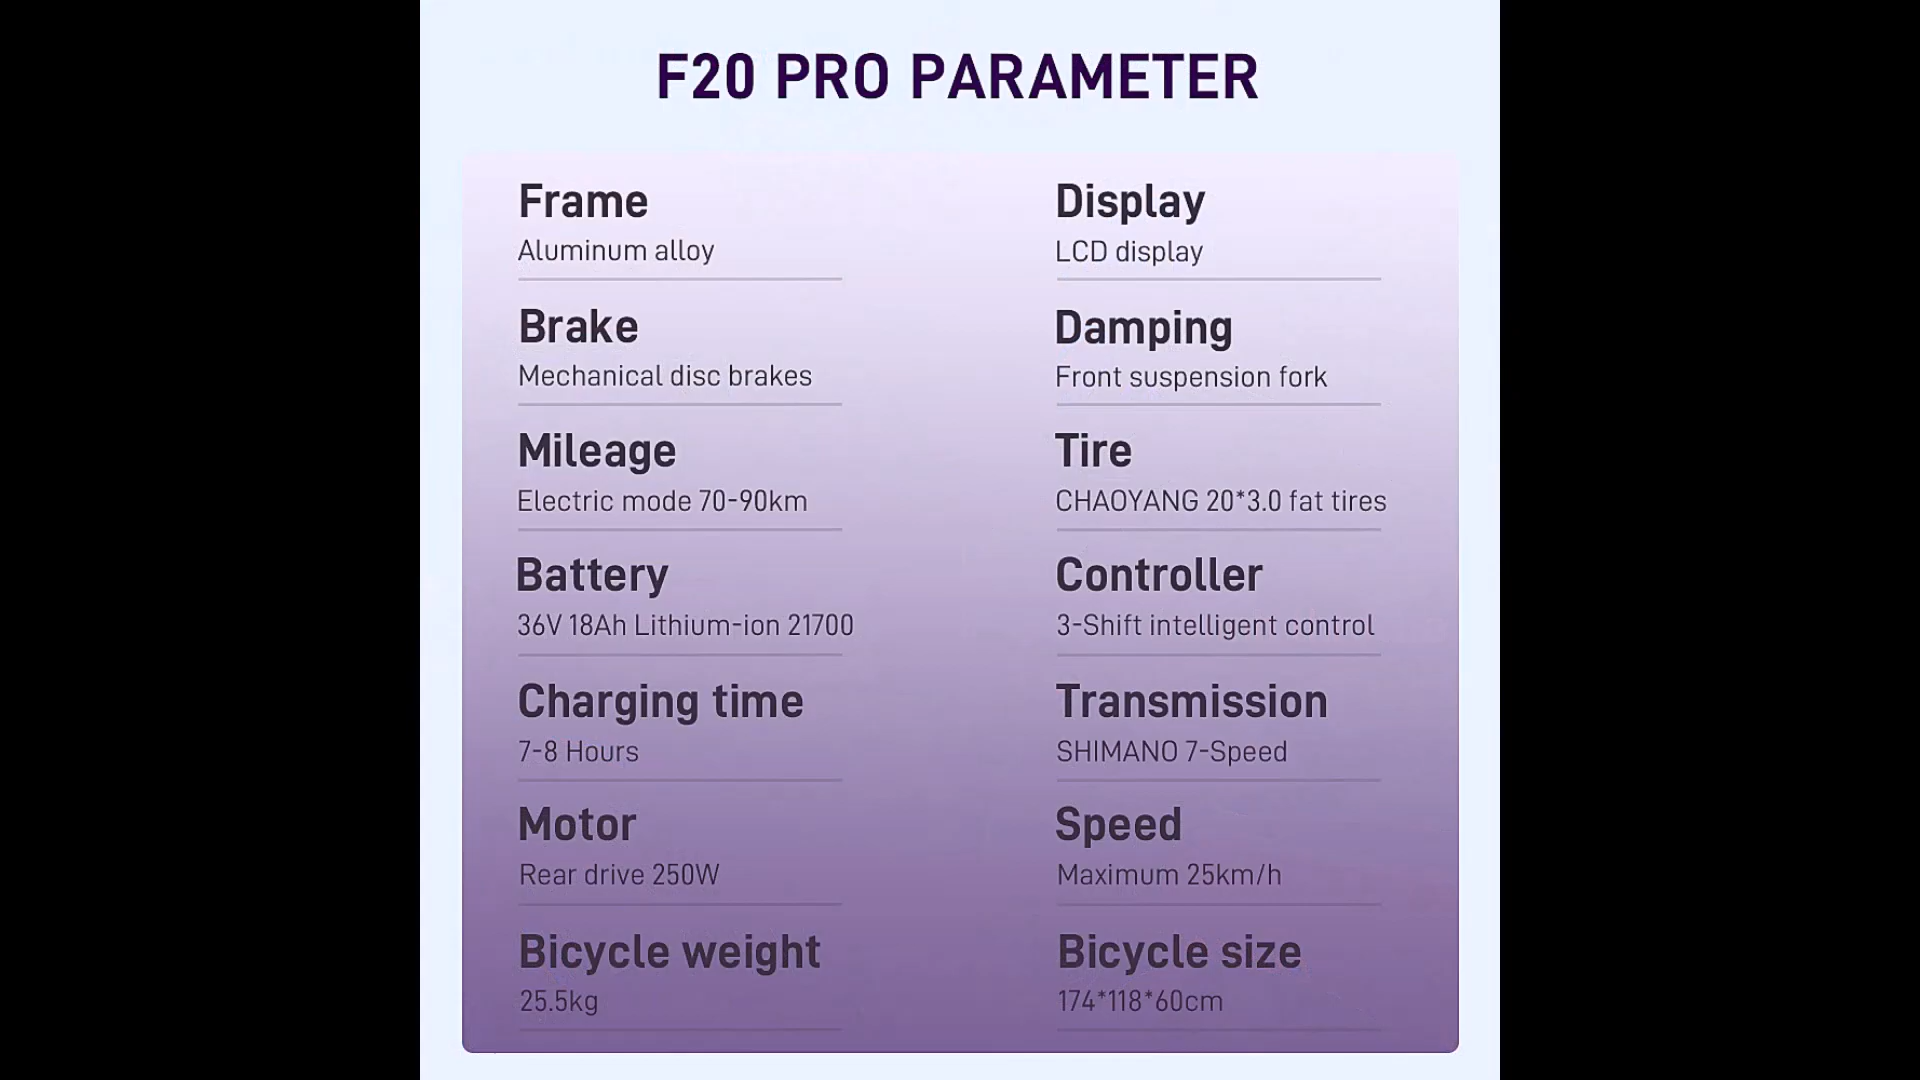 F20 PRO PARAMETER
Frame
Aluminum alloy
Display
LCD display
Brake
Mechanical disc brakes
Damping
Front suspension fork
Mileage
Electric mode 70-90km
Tire
CHAOYANG 20*3.0 fat tires
Battery
36V 18Ah Lithium-ion 21700
Controller
3-Shift intelligent control
Charging time
7-8 Hours
Transmission
SHIMANO 7-Speed
Motor
Rear drive 250W
Speed
Maximum 25km/h
Bicycle weight
25.5kg
Bicycle size
174*118*60cm